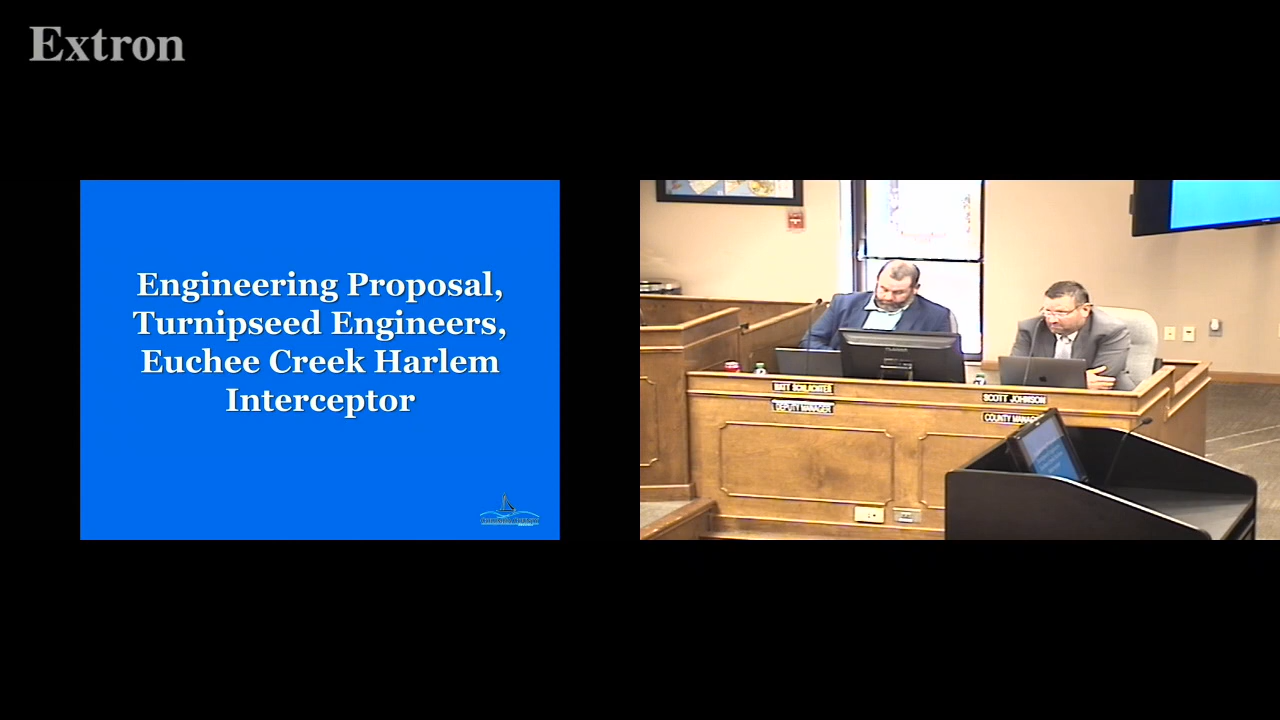 Extron
Engineering Proposal,
Turnipseed Engineers,
Euchee Creek Harlem
Interceptor
MATT SCHLACHTER
DEPUTY MANAGER
SCOTT JOHNSON
COUNTY MANAGER